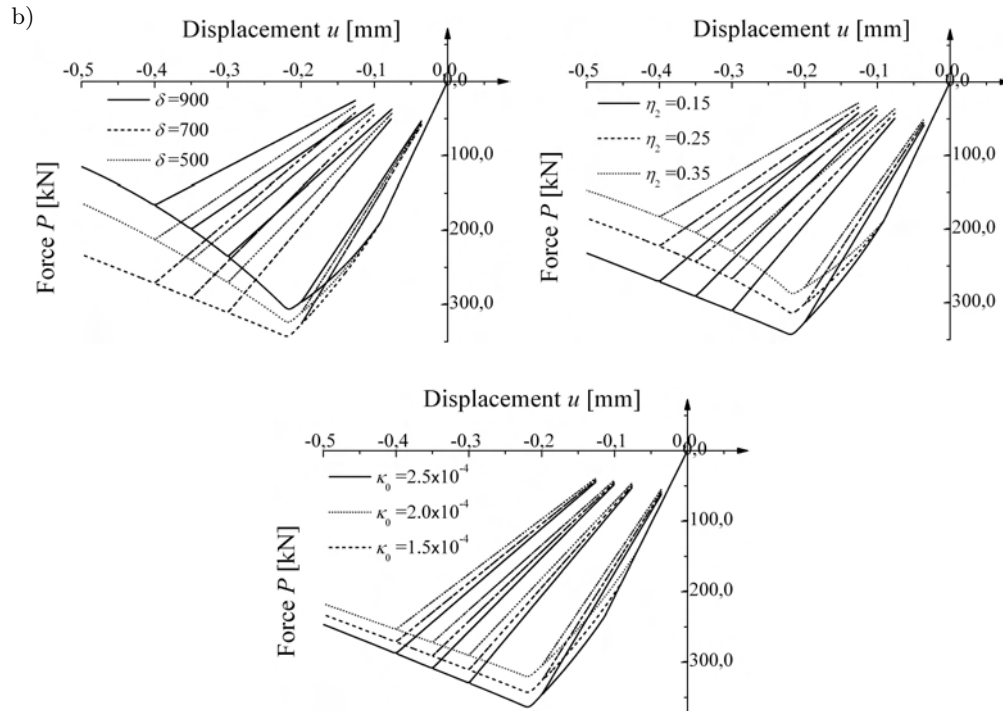 b)
Displacement u [mm]
-0,5 -0,4 -0,3 -0,2 -0,1 0,0
0,0
δ=900
δ=700
δ=500
100,0
200,0
300,0
Force P [kN]
Displacement u [mm]
-0,5 -0,4 -0,3 -0,2 -0,1 0,0
0,0
η₂=0.15
η₂=0.25
η₂=0.35
100,0
200,0
300,0
Force P [kN]
Displacement u [mm]
-0,5 -0,4 -0,3 -0,2 -0,1 0,0
0,0
κ₀=2.5x10⁻⁴
κ₀=2.0x10⁻⁴
κ₀=1.5x10⁻⁴
100,0
200,0
300,0
Force P [kN]